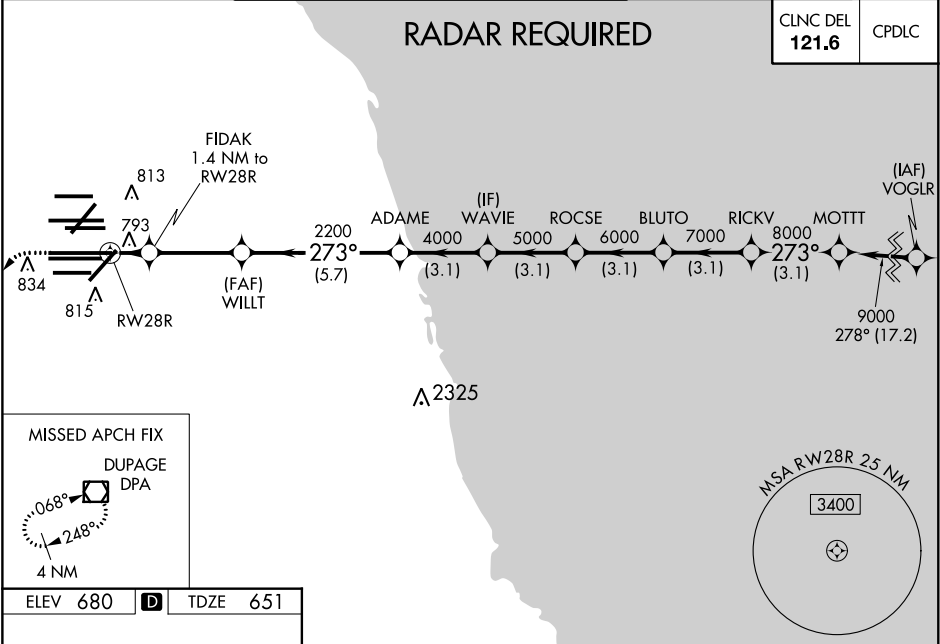 RADAR REQUIRED
CLNC DEL
121.6
CPDLC
FIDAK
1.4 NM to
RW28R
813
793
834
815
RW28R
(FAF)
WILLT
2200
273°
(5.7)
ADAME
4000
(3.1)
(IF)
WAVIE
5000
(3.1)
ROCSE
6000
(3.1)
BLUTO
7000
(3.1)
RICKV
8000
273°
(3.1)
MOTTT
(IAF)
VOGLR
9000
278° (17.2)
2325
MISSED APCH FIX
DUPAGE
DPA
068°
248°
4 NM
MSA RW28R 25 NM
3400
ELEV 680 D TDZE 651